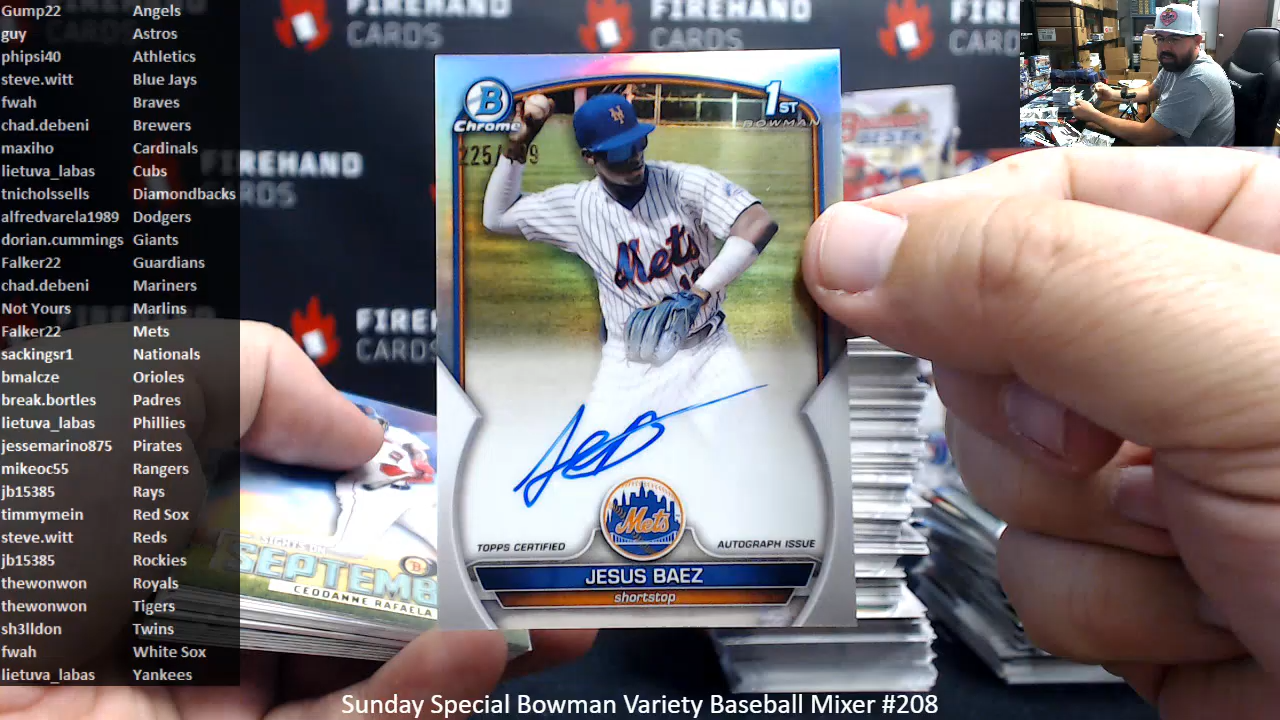 Gump22 Angels
guy Astros
phipsi40 Athletics
steve.witt Blue Jays
fwah Braves
chad.debeni Brewers
maxiho Cardinals
lietuva_labas Cubs
tnicholssells Diamondbacks
alfredvarela1989 Dodgers
dorian.cummings Giants
Falker22 Guardians
chad.debeni Mariners
Not Yours Marlins
Falker22 Mets
sackingsr1 Nationals
bmalcze Orioles
break.bortles Padres
lietuva_labas Phillies
jessemarino875 Pirates
mikeoc55 Rangers
jb15385 Rays
timmymein Red Sox
steve.witt Reds
jb15385 Rockies
thewonwon Royals
thewonwon Tigers
sh3lldon Twins
fwah White Sox
lietuva_labas Yankees
FIREHAND
CARDS
FIREHAND
CARDS
FIREHAND
CARDS
B
Chrome
1ST
BOWMAN
Mets
Mets
TOPPS CERTIFIED
AUTOGRAPH ISSUE
JESUS BAEZ
shortstop
SIGHTS ON
SEPTEMB
CEDDANNE RAFAELA
Sunday Special Bowman Variety Baseball Mixer #208